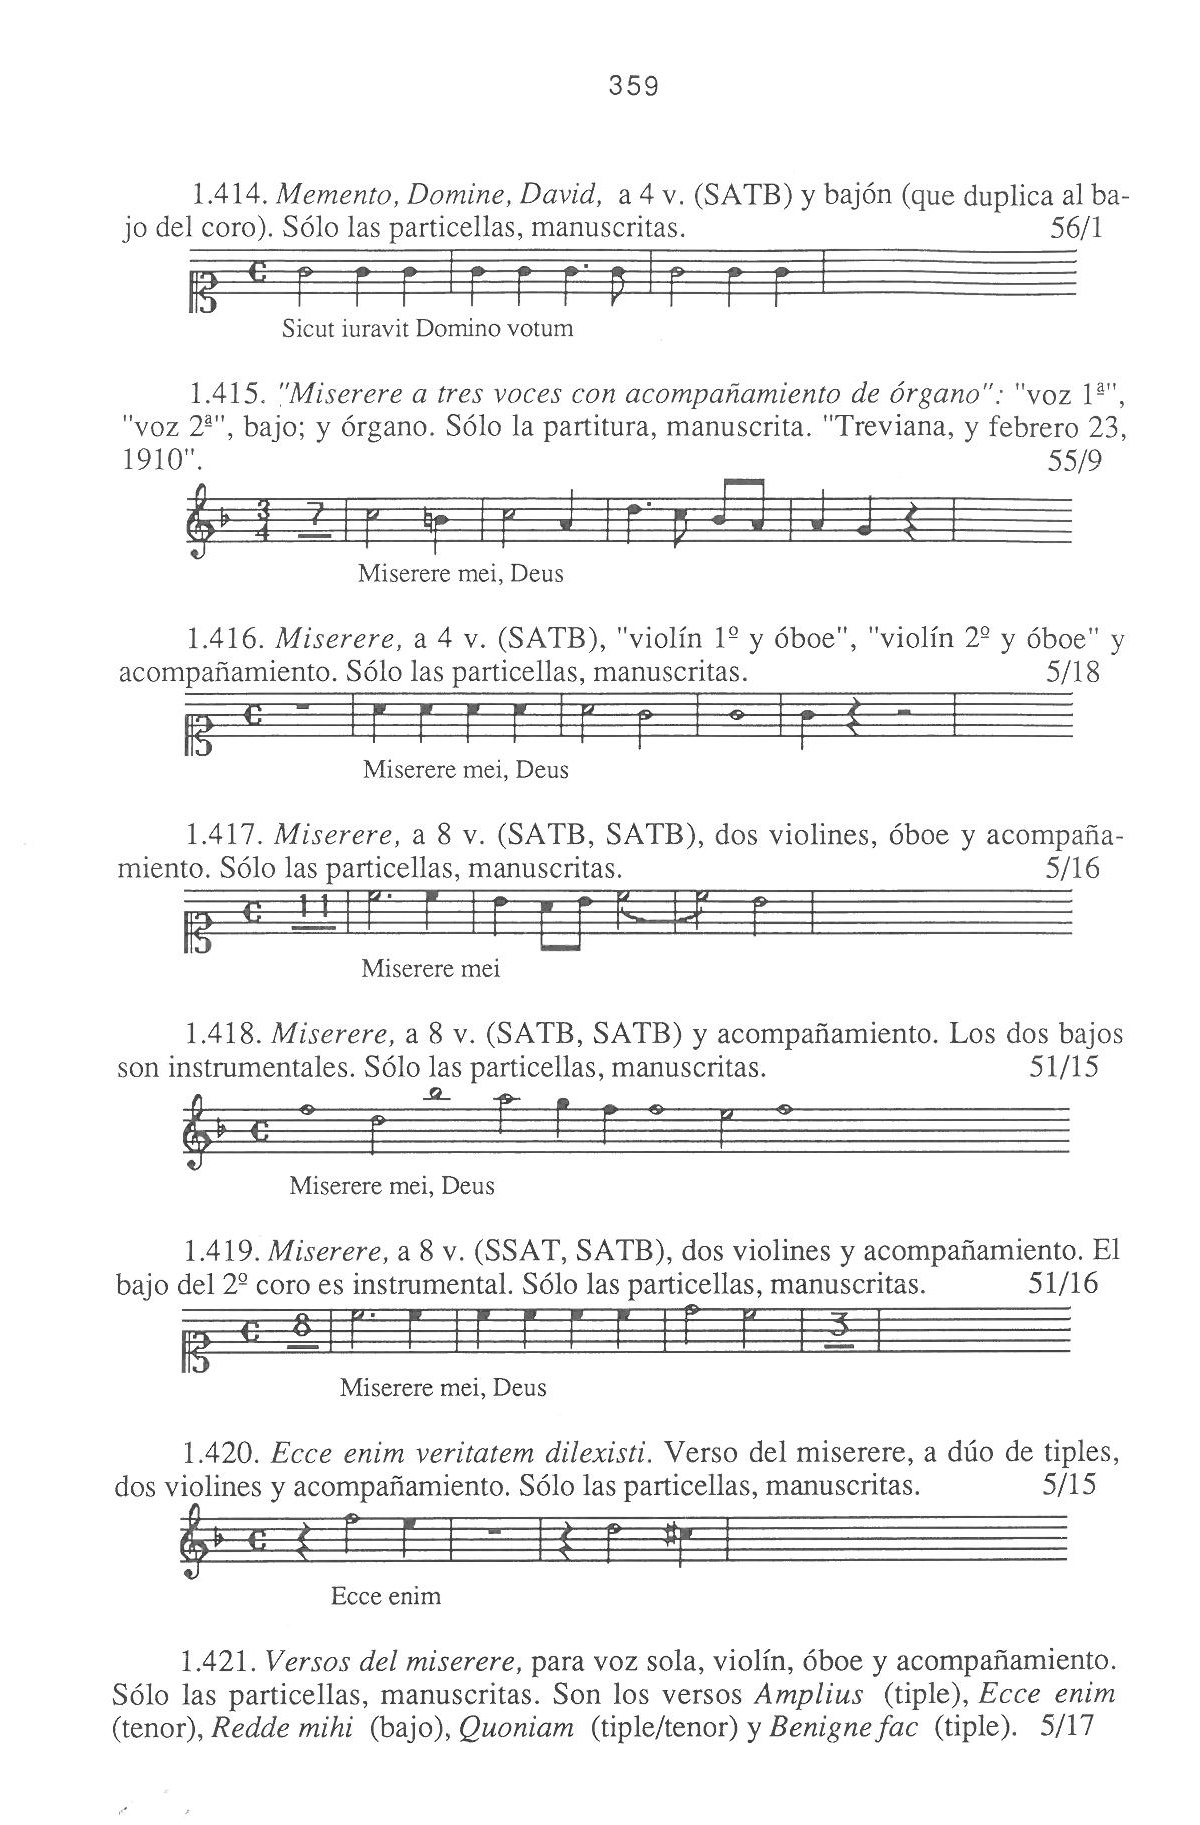 359
1.414. Memento, Domine, David, a 4 v. (SATB) y bajón (que duplica al ba-
jo del coro). Sólo las particellas, manuscritas. 56/1
Sicut iuravit Domino votum
1.415. "Miserere a tres voces con acompañamiento de órgano": "voz 1ª",
"voz 2ª", bajo; y órgano. Sólo la partitura, manuscrita. "Treviana, y febrero 23,
1910". 55/9
3 7
4
Miserere mei, Deus
1.416. Miserere, a 4 v. (SATB), "violín 1º y óboe", "violín 2º y óboe" y
acompañamiento. Sólo las particellas, manuscritas. 5/18
Miserere mei, Deus
1.417. Miserere, a 8 v. (SATB, SATB), dos violines, óboe y acompaña-
miento. Sólo las particellas, manuscritas. 5/16
11
Miserere mei
1.418. Miserere, a 8 v. (SATB, SATB) y acompañamiento. Los dos bajos
son instrumentales. Sólo las particellas, manuscritas. 51/15
Miserere mei, Deus
1.419. Miserere, a 8 v. (SSAT, SATB), dos violines y acompañamiento. El
bajo del 2º coro es instrumental. Sólo las particellas, manuscritas. 51/16
8 3
Miserere mei, Deus
1.420. Ecce enim veritatem dilexisti. Verso del miserere, a dúo de tiples,
dos violines y acompañamiento. Sólo las particellas, manuscritas. 5/15
Ecce enim
1.421. Versos del miserere, para voz sola, violín, óboe y acompañamiento.
Sólo las particellas, manuscritas. Son los versos Amplius (tiple), Ecce enim
(tenor), Redde mihi (bajo), Quoniam (tiple/tenor) y Benigne fac (tiple). 5/17